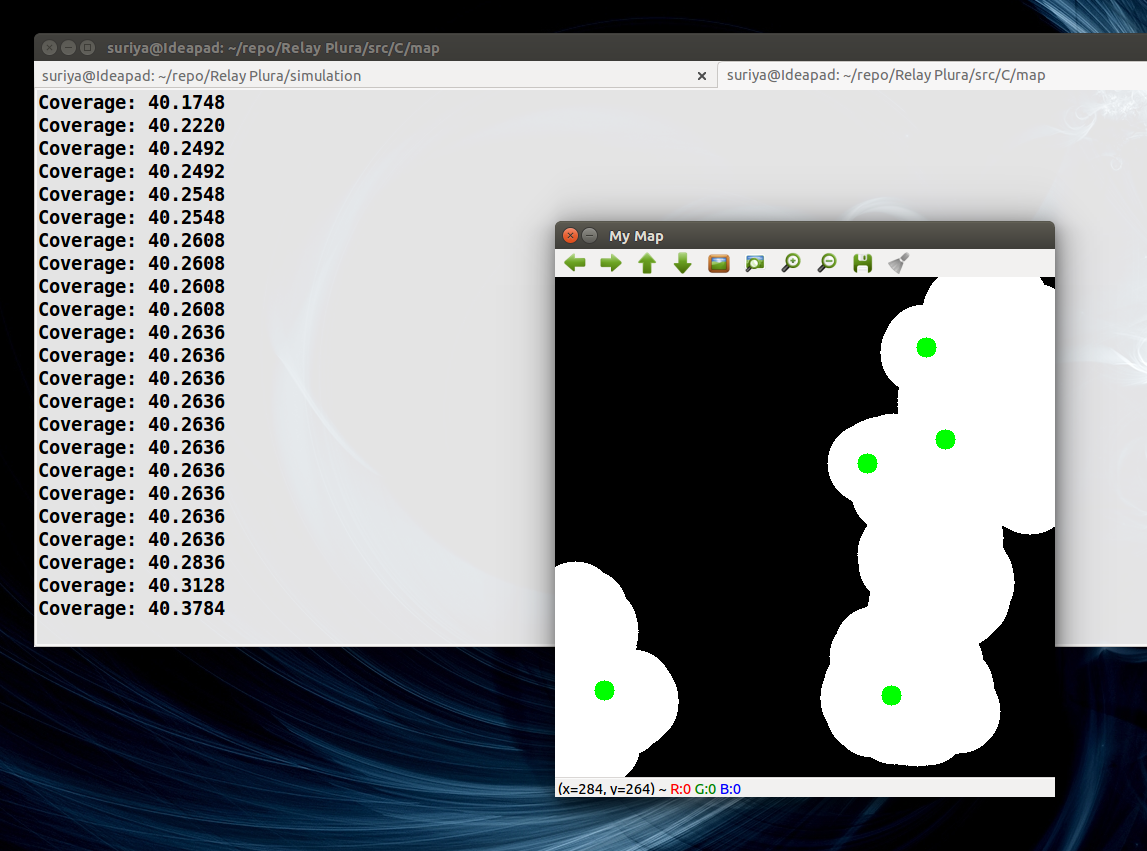 suriya@Ideapad: ~/repo/Relay Plura/src/C/map
suriya@Ideapad: ~/repo/Relay Plura/simulation
suriya@Ideapad: ~/repo/Relay Plura/src/C/map
Coverage: 40.1748
Coverage: 40.2220
Coverage: 40.2492
Coverage: 40.2492
Coverage: 40.2548
Coverage: 40.2548
Coverage: 40.2608
Coverage: 40.2608
Coverage: 40.2608
Coverage: 40.2608
Coverage: 40.2636
Coverage: 40.2636
Coverage: 40.2636
Coverage: 40.2636
Coverage: 40.2636
Coverage: 40.2636
Coverage: 40.2636
Coverage: 40.2636
Coverage: 40.2636
Coverage: 40.2636
Coverage: 40.2836
Coverage: 40.3128
Coverage: 40.3784
My Map
(x=284, y=264) ~ R:0 G:0 B:0